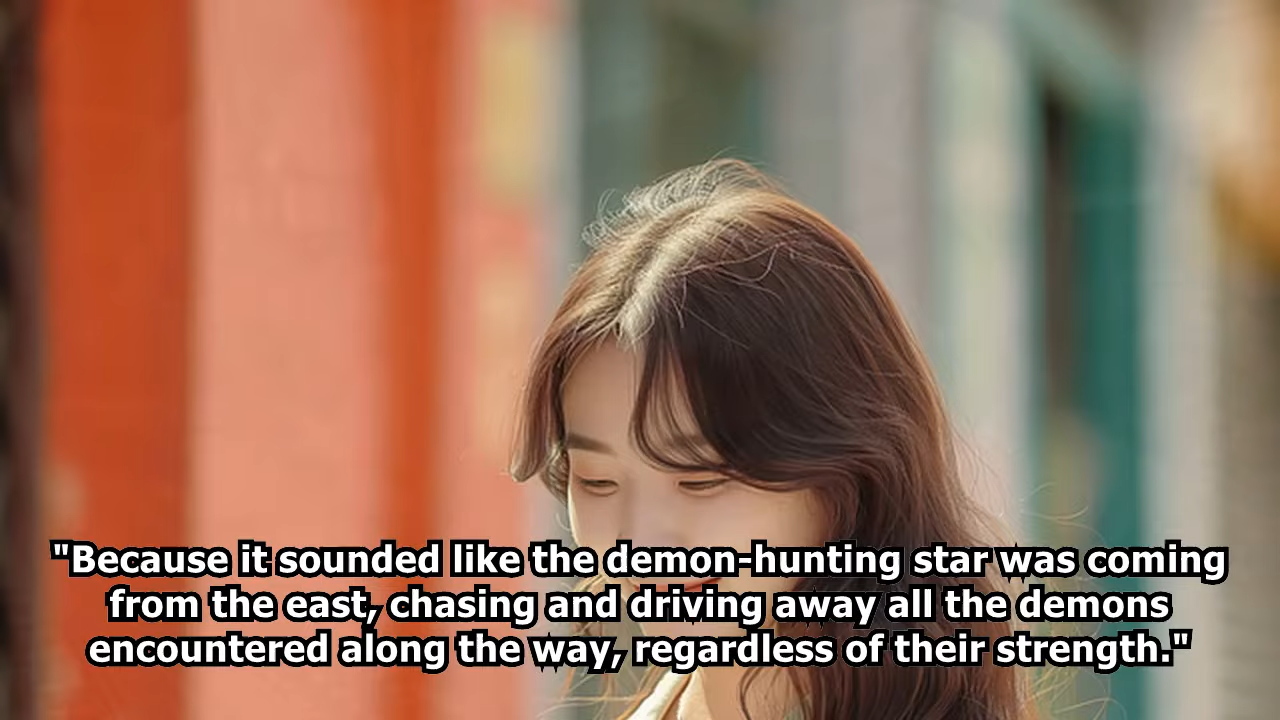 "Because it sounded like the demon-hunting star was coming
from the east, chasing and driving away all the demons
encountered along the way, regardless of their strength."